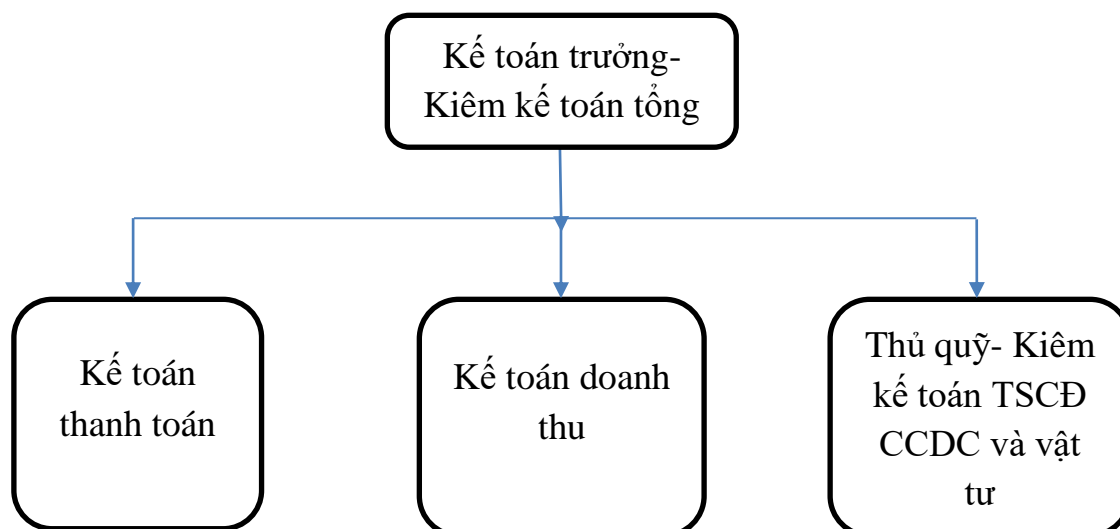 Kế toán trưởng-
Kiêm kế toán tổng
Kế toán
thanh toán
Kế toán doanh
thu
Thủ quỹ- Kiêm
kế toán TSCĐ
CCDC và vật
tư